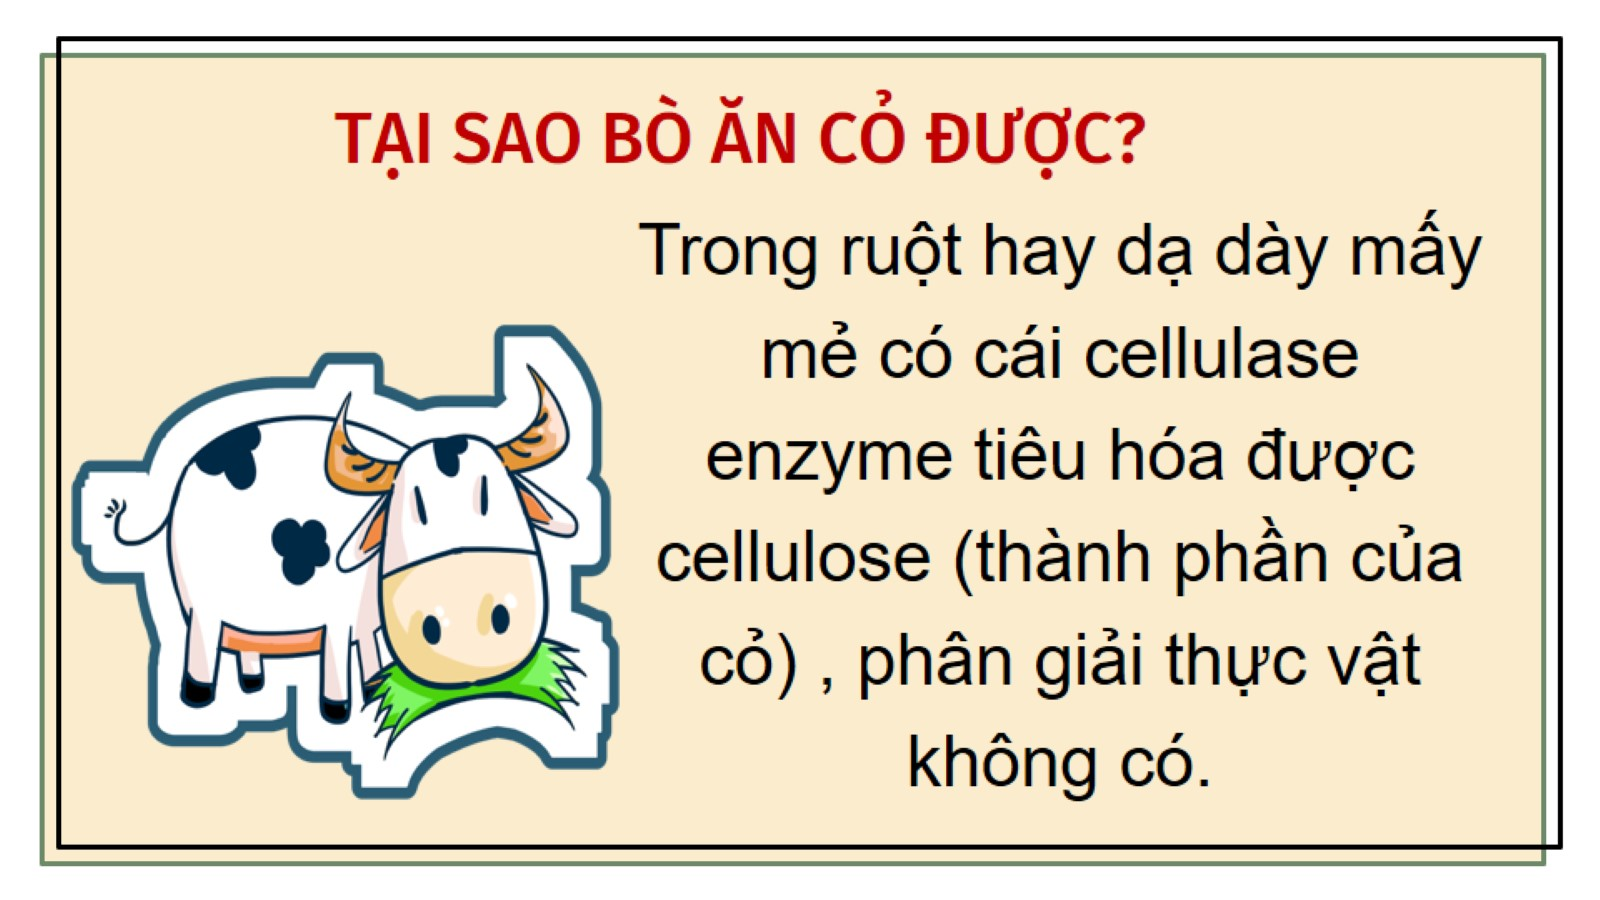 TẠI SAO BÒ ĂN CỎ ĐƯỢC?
Trong ruột hay dạ dày mấy
mẻ có cái cellulase
enzyme tiêu hóa được
cellulose (thành phần của
cỏ) , phân giải thực vật
không có.